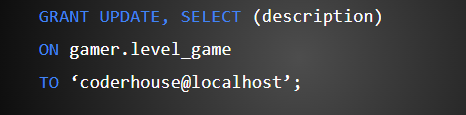 GRANT UPDATE, SELECT (description)
ON gamer.level_game
TO ‘coderhouse@localhost’;